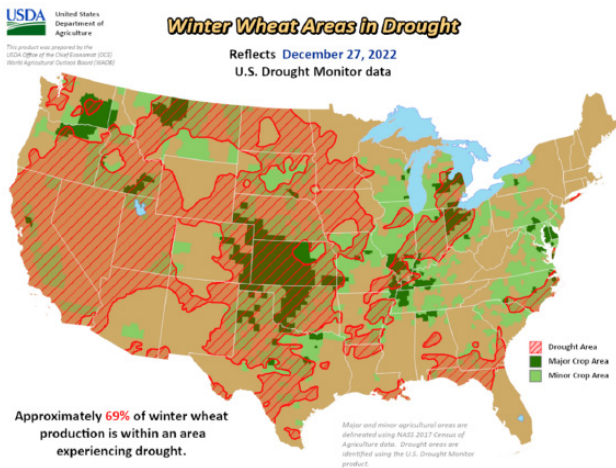 USDA
United States
Department of
Agriculture
This product was prepared by the
USDA Office of the Chief Economist (OCE)
World Agricultural Outlook Board (WAOB)
Winter Wheat Areas in Drought
Reflects December 27, 2022
U.S. Drought Monitor data
Drought Area
Major Crop Area
Minor Crop Area
Approximately 69% of winter wheat
production is within an area
experiencing drought.
Major and minor agricultural areas are
delineated using NASS 2017 Census of
Agriculture data. Drought areas are
identified using the U.S. Drought Monitor
product.